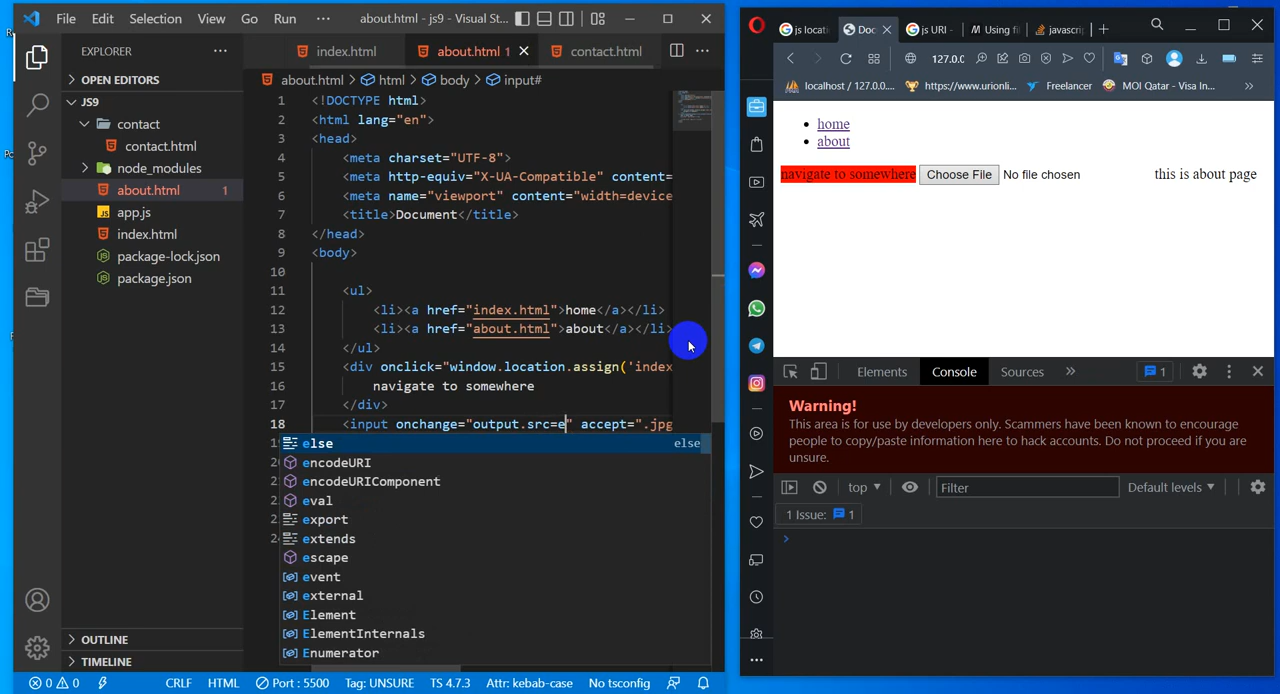 File Edit Selection View Go Run ··· about.html - js9 - Visual St...
EXPLORER ···
OPEN EDITORS
JS9
contact
contact.html
node_modules
about.html 1
app.js
index.html
package-lock.json
package.json
OUTLINE
TIMELINE
index.html about.html 1 contact.html ···
about.html > html > body > input#
1 <!DOCTYPE html>
2 <html lang="en">
3 <head>
4 <meta charset="UTF-8">
5 <meta http-equiv="X-UA-Compatible" content=
6 <meta name="viewport" content="width=device
7 <title>Document</title>
8 </head>
9 <body>
10
11 <ul>
12 <li><a href="index.html">home</a></li>
13 <li><a href="about.html">about</a></li>
14 </ul>
15 <div onclick="window.location.assign('index
16 navigate to somewhere
17 </div>
18 <input onchange="output.src=e" accept=".jpg
else else
encodeURI
encodeURIComponent
eval
export
extends
escape
event
external
Element
ElementInternals
Enumerator
0 0 CRLF HTML Port : 5500 Tag: UNSURE TS 4.7.3 Attr: kebab-case No tsconfig
js locati Doc js URI - Using fi javascrip
127.0.0
localhost / 127.0.... https://www.urionli... Freelancer MOI Qatar - Visa In...
home
about
navigate to somewhere Choose File No file chosen this is about page
Elements Console Sources 1
Warning!
This area is for use by developers only. Scammers have been known to encourage
people to copy/paste information here to hack accounts. Do not proceed if you are
unsure.
top Filter Default levels
1 Issue: 1